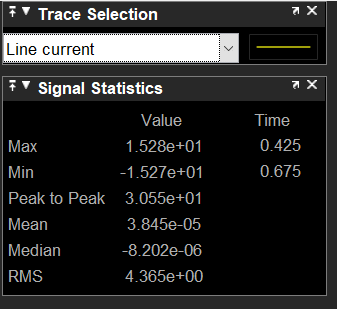 Trace Selection
Line current
Signal Statistics
Value Time
Max 1.528e+01 0.425
Min -1.527e+01 0.675
Peak to Peak 3.055e+01
Mean 3.845e-05
Median -8.202e-06
RMS 4.365e+00